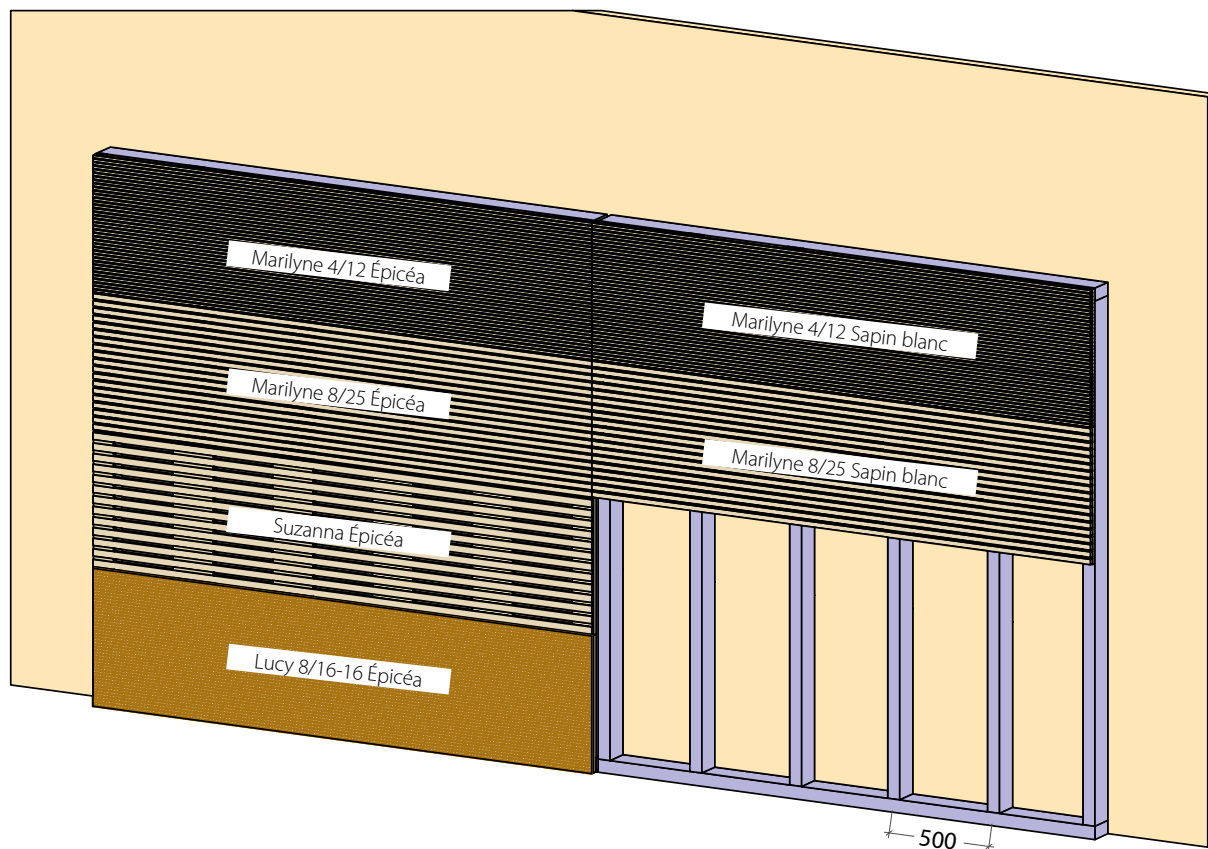 Marilyne 4/12 Épicéa
Marilyne 4/12 Sapin blanc
Marilyne 8/25 Épicéa
Marilyne 8/25 Sapin blanc
Suzanna Épicéa
Lucy 8/16-16 Épicéa
500